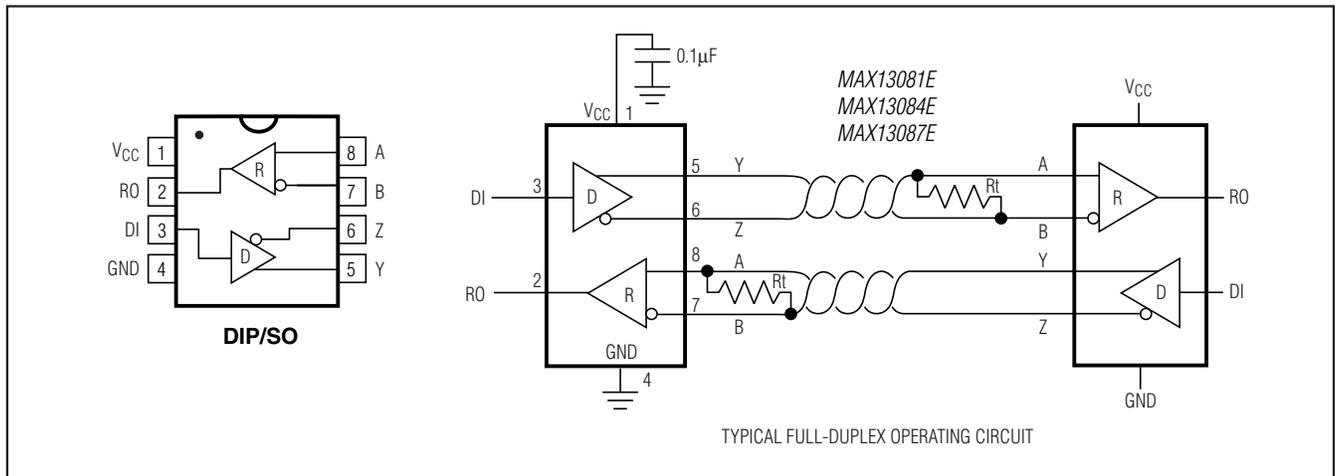 VCC 1
RO 2
DI 3
GND 4
8 A
7 B
6 Z
5 Y
R
D
DIP/SO
0.1μF
VCC 1
MAX13081E
MAX13084E
MAX13087E
VCC
DI 3 D 5 Y
6 Z
A
Rt
B
R RO
RO 2 R 8 A
Rt
7 B
Y
Z
D DI
GND
4
GND
TYPICAL FULL-DUPLEX OPERATING CIRCUIT